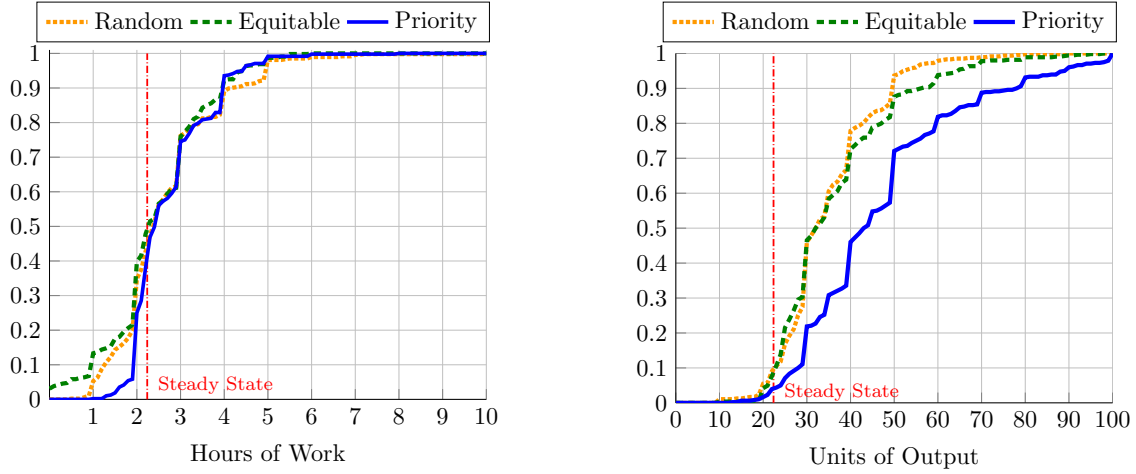 Random Equitable Priority
1
0.9
0.8
0.7
0.6
0.5
0.4
0.3
0.2
0.1
0
Steady State
1 2 3 4 5 6 7 8 9 10
Hours of Work
Random Equitable Priority
1
0.9
0.8
0.7
0.6
0.5
0.4
0.3
0.2
0.1
0
Steady State
0 10 20 30 40 50 60 70 80 90 100
Units of Output